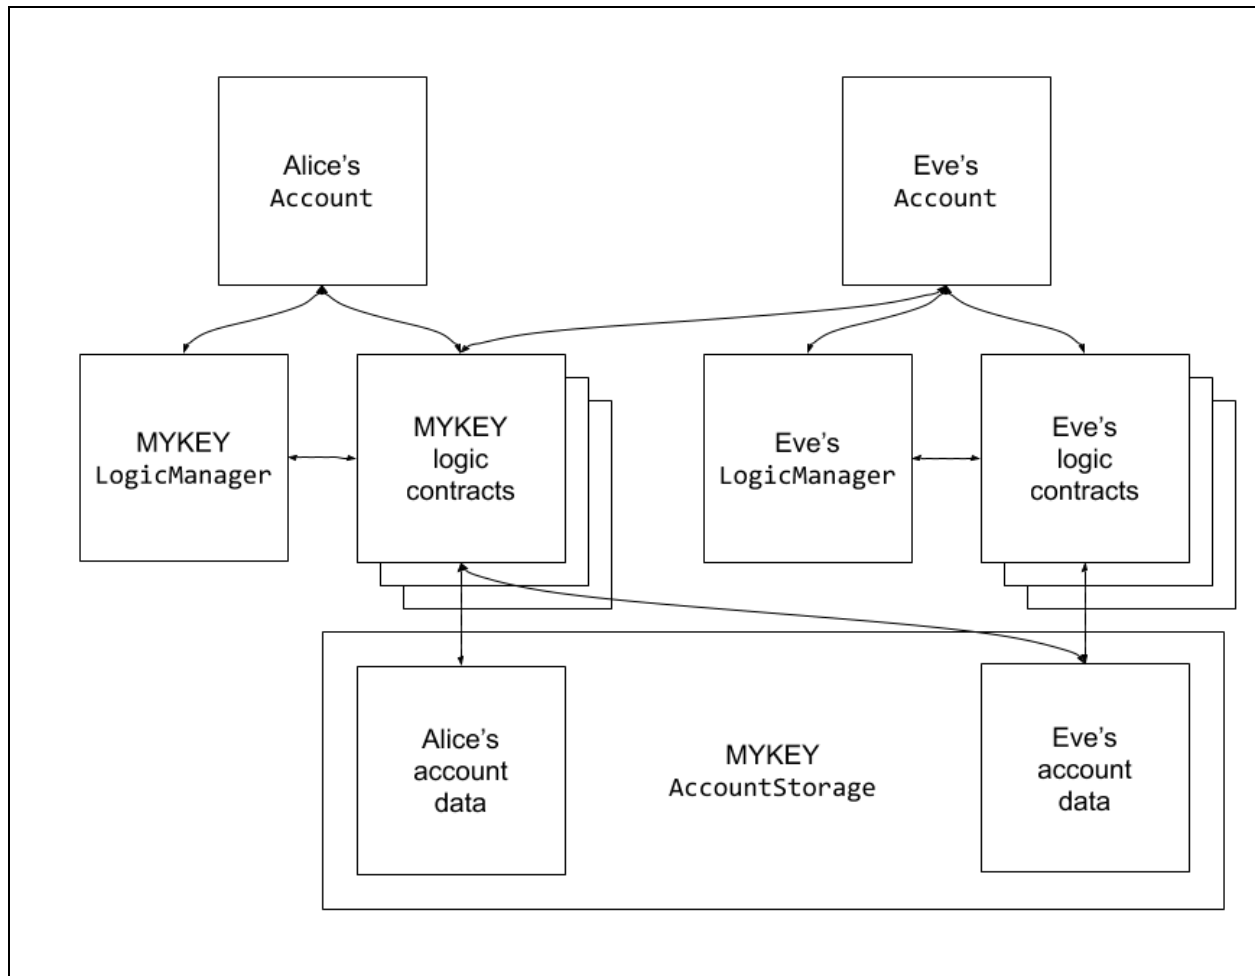 Alice’s
Account
Eve’s
Account
MYKEY
LogicManager
MYKEY
logic
contracts
Eve’s
LogicManager
Eve’s
logic
contracts
Alice’s
account
data
MYKEY
AccountStorage
Eve’s
account
data